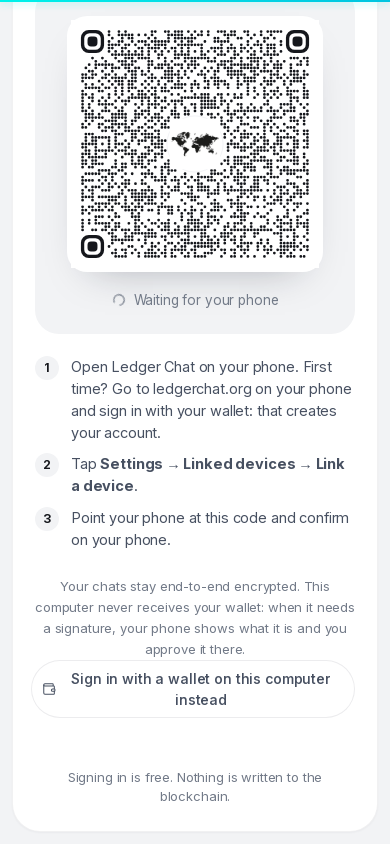 Waiting for your phone
1 Open Ledger Chat on your phone. First
time? Go to ledgerchat.org on your phone
and sign in with your wallet: that creates
your account.
2 Tap Settings → Linked devices → Link
a device.
3 Point your phone at this code and confirm
on your phone.
Your chats stay end-to-end encrypted. This
computer never receives your wallet: when it needs
a signature, your phone shows what it is and you
approve it there.
Sign in with a wallet on this computer
instead
Signing in is free. Nothing is written to the
blockchain.